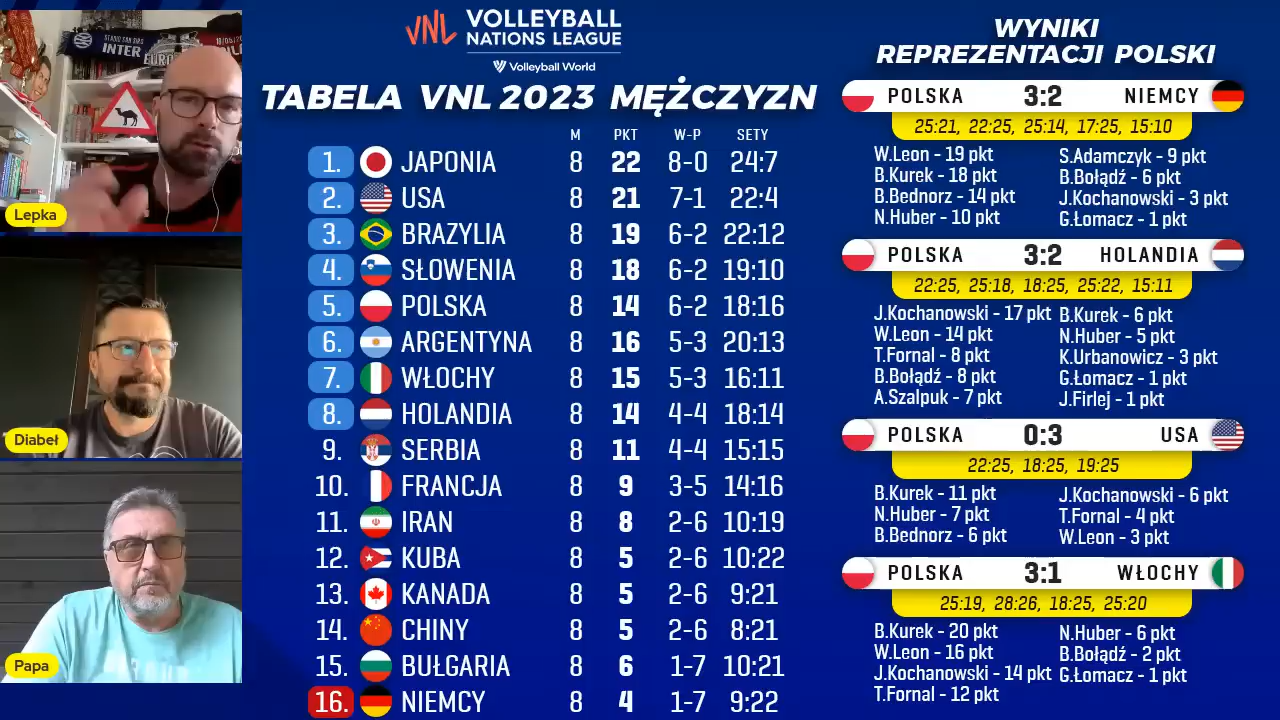 STADIO SAN SIRO
INTER
Lepka
Diabeł
Papa
VNL VOLLEYBALL
NATIONS LEAGUE
Volleyball World
TABELA VNL 2023 MĘŻCZYZN
M PKT W-P SETY
1. JAPONIA 8 22 8-0 24:7
2. USA 8 21 7-1 22:4
3. BRAZYLIA 8 19 6-2 22:12
4. SŁOWENIA 8 18 6-2 19:10
5. POLSKA 8 14 6-2 18:16
6. ARGENTYNA 8 16 5-3 20:13
7. WŁOCHY 8 15 5-3 16:11
8. HOLANDIA 8 14 4-4 18:14
9. SERBIA 8 11 4-4 15:15
10. FRANCJA 8 9 3-5 14:16
11. IRAN 8 8 2-6 10:19
12. KUBA 8 5 2-6 10:22
13. KANADA 8 5 2-6 9:21
14. CHINY 8 5 2-6 8:21
15. BUŁGARIA 8 6 1-7 10:21
16. NIEMCY 8 4 1-7 9:22
WYNIKI
REPREZENTACJI POLSKI
POLSKA 3:2 NIEMCY
25:21, 22:25, 25:14, 17:25, 15:10
W.Leon - 19 pkt
B.Kurek - 18 pkt
B.Bednorz - 14 pkt
N.Huber - 10 pkt
S.Adamczyk - 9 pkt
B.Bołądź - 6 pkt
J.Kochanowski - 3 pkt
G.Łomacz - 1 pkt
POLSKA 3:2 HOLANDIA
22:25, 25:18, 18:25, 25:22, 15:11
J.Kochanowski - 17 pkt
W.Leon - 14 pkt
T.Fornal - 8 pkt
B.Bołądź - 8 pkt
A.Szalpuk - 7 pkt
B.Kurek - 6 pkt
N.Huber - 5 pkt
K.Urbanowicz - 3 pkt
G.Łomacz - 1 pkt
J.Firlej - 1 pkt
POLSKA 0:3 USA
22:25, 18:25, 19:25
B.Kurek - 11 pkt
N.Huber - 7 pkt
B.Bednorz - 6 pkt
J.Kochanowski - 6 pkt
T.Fornal - 4 pkt
W.Leon - 3 pkt
POLSKA 3:1 WŁOCHY
25:19, 28:26, 18:25, 25:20
B.Kurek - 20 pkt
W.Leon - 16 pkt
J.Kochanowski - 14 pkt
T.Fornal - 12 pkt
N.Huber - 6 pkt
B.Bołądź - 2 pkt
G.Łomacz - 1 pkt